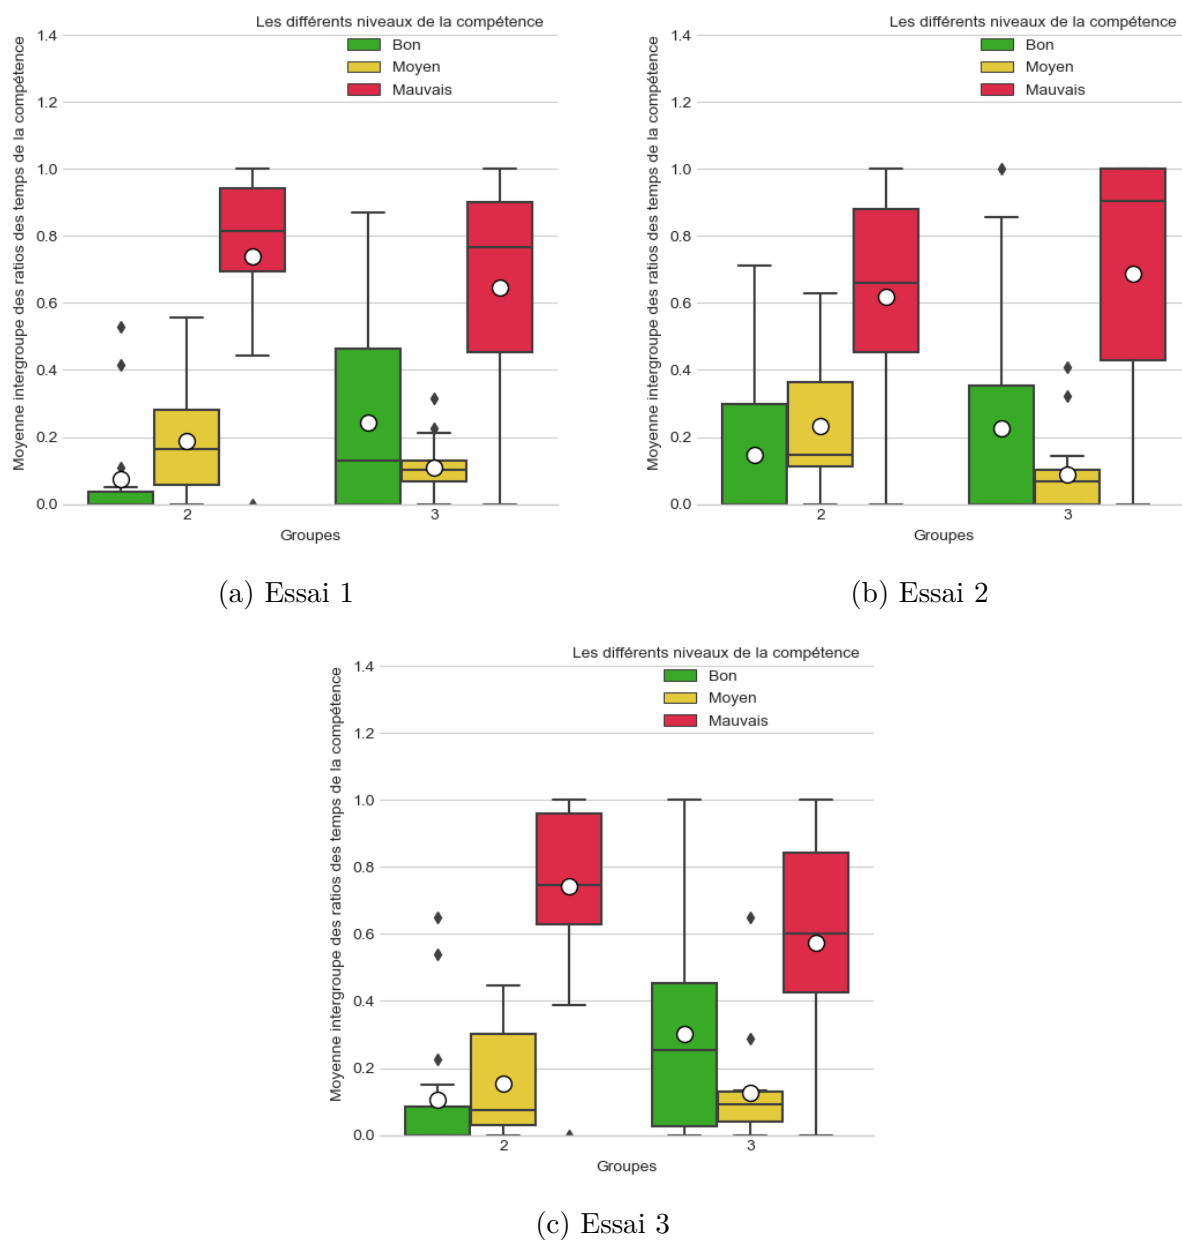 Les différents niveaux de la compétence
Bon
Moyen
Mauvais
Moyenne intergroupe des ratios des temps de la compétence
1.4
1.2
1.0
0.8
0.6
0.4
0.2
0.0
2
3
Groupes
(a) Essai 1
Les différents niveaux de la compétence
Bon
Moyen
Mauvais
Moyenne intergroupe des ratios des temps de la compétence
1.4
1.2
1.0
0.8
0.6
0.4
0.2
0.0
2
3
Groupes
(b) Essai 2
Les différents niveaux de la compétence
Bon
Moyen
Mauvais
Moyenne intergroupe des ratios des temps de la compétence
1.4
1.2
1.0
0.8
0.6
0.4
0.2
0.0
2
3
Groupes
(c) Essai 3